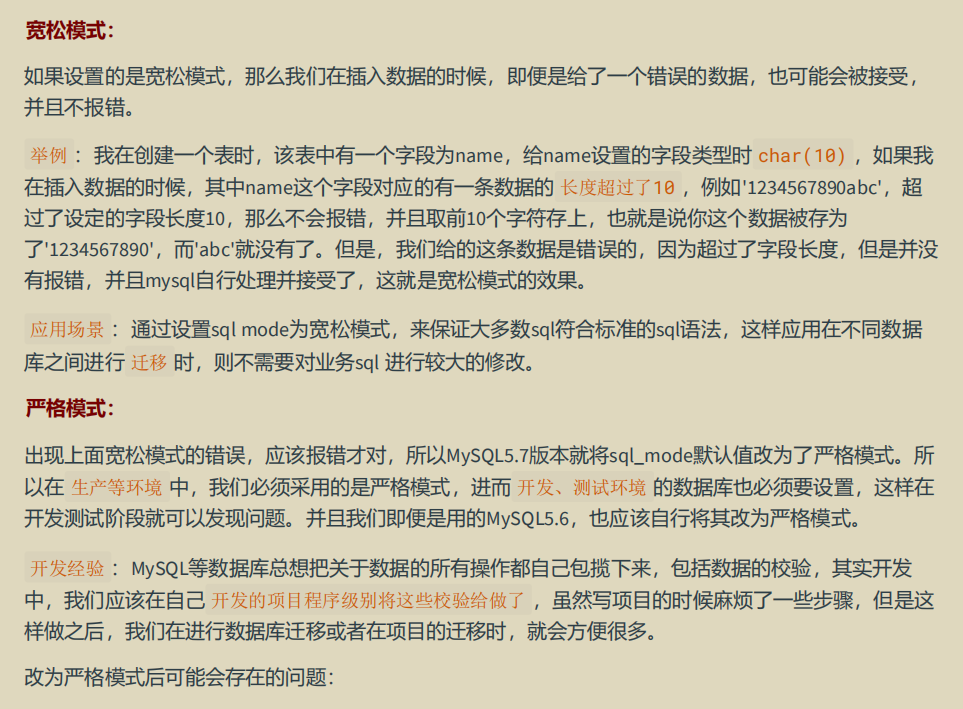 宽松模式：
如果设置的是宽松模式，那么我们在插入数据的时候，即便是给了一个错误的数据，也可能会被接受，
并且不报错。
举例：我在创建一个表时，该表中有一个字段为name，给name设置的字段类型时 char(10) ，如果我
在插入数据的时候，其中name这个字段对应的有一条数据的 长度超过了10 ，例如'1234567890abc'，超
过了设定的字段长度10，那么不会报错，并且取前10个字符存上，也就是说你这个数据被存为
了'1234567890'，而'abc'就没有了。但是，我们给的这条数据是错误的，因为超过了字段长度，但是并没
有报错，并且mysql自行处理并接受了，这就是宽松模式的效果。
应用场景：通过设置sql mode为宽松模式，来保证大多数sql符合标准的sql语法，这样应用在不同数据
库之间进行 迁移 时，则不需要对业务sql 进行较大的修改。
严格模式：
出现上面宽松模式的错误，应该报错才对，所以MySQL5.7版本就将sql_mode默认值改为了严格模式。所
以在 生产等环境 中，我们必须采用的是严格模式，进而 开发、测试环境 的数据库也必须要设置，这样在
开发测试阶段就可以发现问题。并且我们即便是用的MySQL5.6，也应该自行将其改为严格模式。
开发经验：MySQL等数据库总想把关于数据的所有操作都自己包揽下来，包括数据的校验，其实开发
中，我们应该在自己 开发的项目程序级别将这些校验给做了 ，虽然写项目的时候麻烦了一些步骤，但是这
样做之后，我们在进行数据库迁移或者在项目的迁移时，就会方便很多。
改为严格模式后可能会存在的问题：